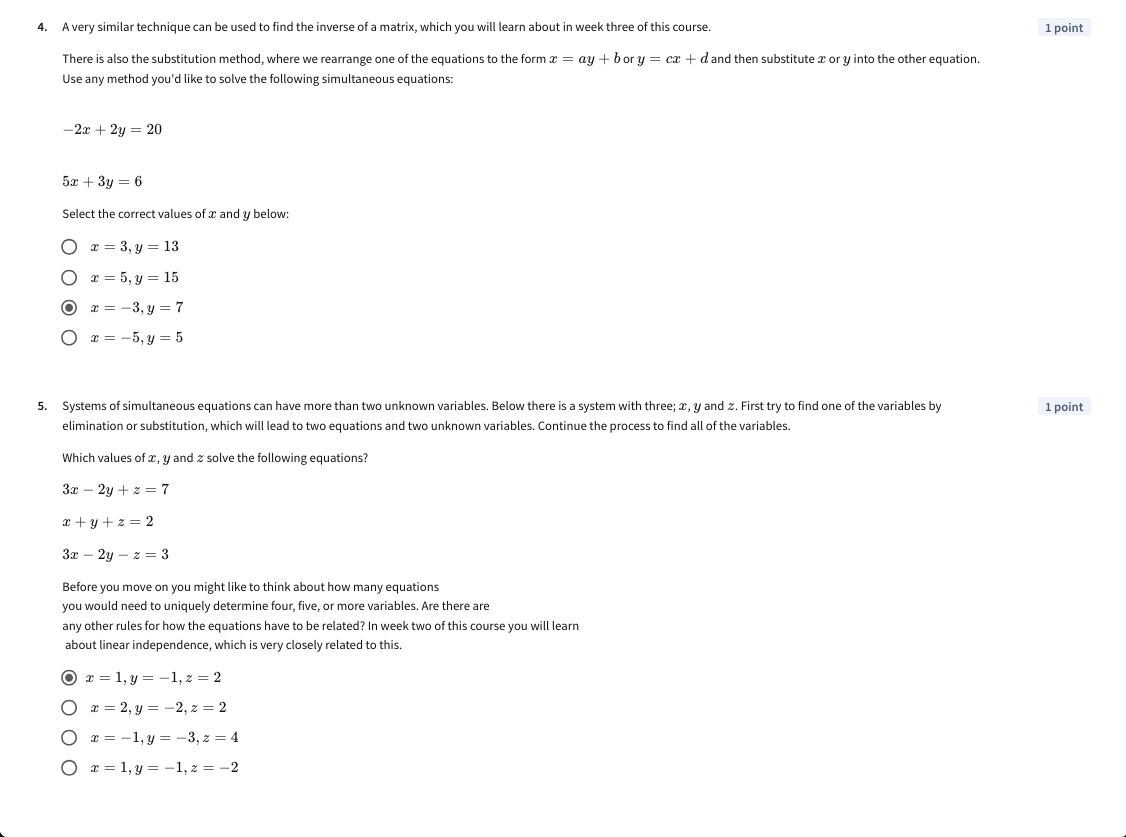 4. A very similar technique can be used to find the inverse of a matrix, which you will learn about in week three of this course. 1 point
There is also the substitution method, where we rearrange one of the equations to the form x = ay + b or y = cx + d and then substitute x or y into the other equation.
Use any method you'd like to solve the following simultaneous equations:
−2x + 2y = 20
5x + 3y = 6
Select the correct values of x and y below:
x = 3, y = 13
x = 5, y = 15
x = −3, y = 7
x = −5, y = 5
5. Systems of simultaneous equations can have more than two unknown variables. Below there is a system with three; x, y and z. First try to find one of the variables by 1 point
elimination or substitution, which will lead to two equations and two unknown variables. Continue the process to find all of the variables.
Which values of x, y and z solve the following equations?
3x − 2y + z = 7
x + y + z = 2
3x − 2y − z = 3
Before you move on you might like to think about how many equations
you would need to uniquely determine four, five, or more variables. Are there are
any other rules for how the equations have to be related? In week two of this course you will learn
about linear independence, which is very closely related to this.
x = 1, y = −1, z = 2
x = 2, y = −2, z = 2
x = −1, y = −3, z = 4
x = 1, y = −1, z = −2